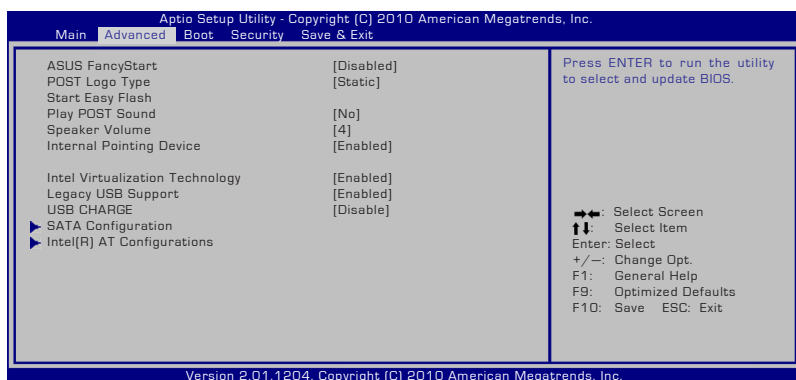 Aptio Setup Utility - Copyright (C) 2010 American Megatrends, Inc.
Main Advanced Boot Security Save & Exit
ASUS FancyStart [Disabled]
POST Logo Type [Static]
Start Easy Flash
Play POST Sound [No]
Speaker Volume [4]
Internal Pointing Device [Enabled]
Intel Virtualization Technology [Enabled]
Legacy USB Support [Enabled]
USB CHARGE [Disable]
SATA Configuration
Intel(R) AT Configurations
Press ENTER to run the utility
to select and update BIOS.
→←: Select Screen
↑↓: Select Item
Enter: Select
+/—: Change Opt.
F1: General Help
F9: Optimized Defaults
F10: Save ESC: Exit
Version 2.01.1204. Copyright (C) 2010 American Megatrends, Inc.